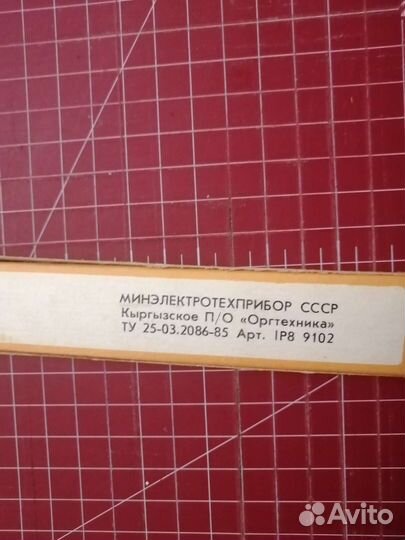 МИНЭЛЕКТРОТЕХПРИБОР СССР
Кыргызское П/О «Оргтехника»
ТУ 25-03.2086-85 Арт. IP8 9102
Avito